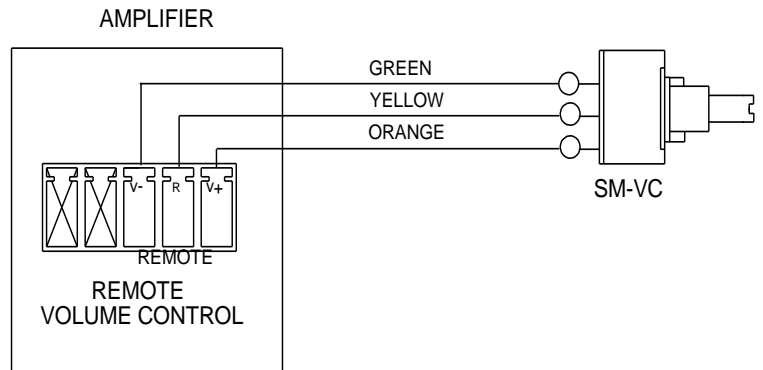 AMPLIFIER
GREEN
YELLOW
ORANGE
SM-VC
V- R V+
REMOTE
REMOTE
VOLUME CONTROL